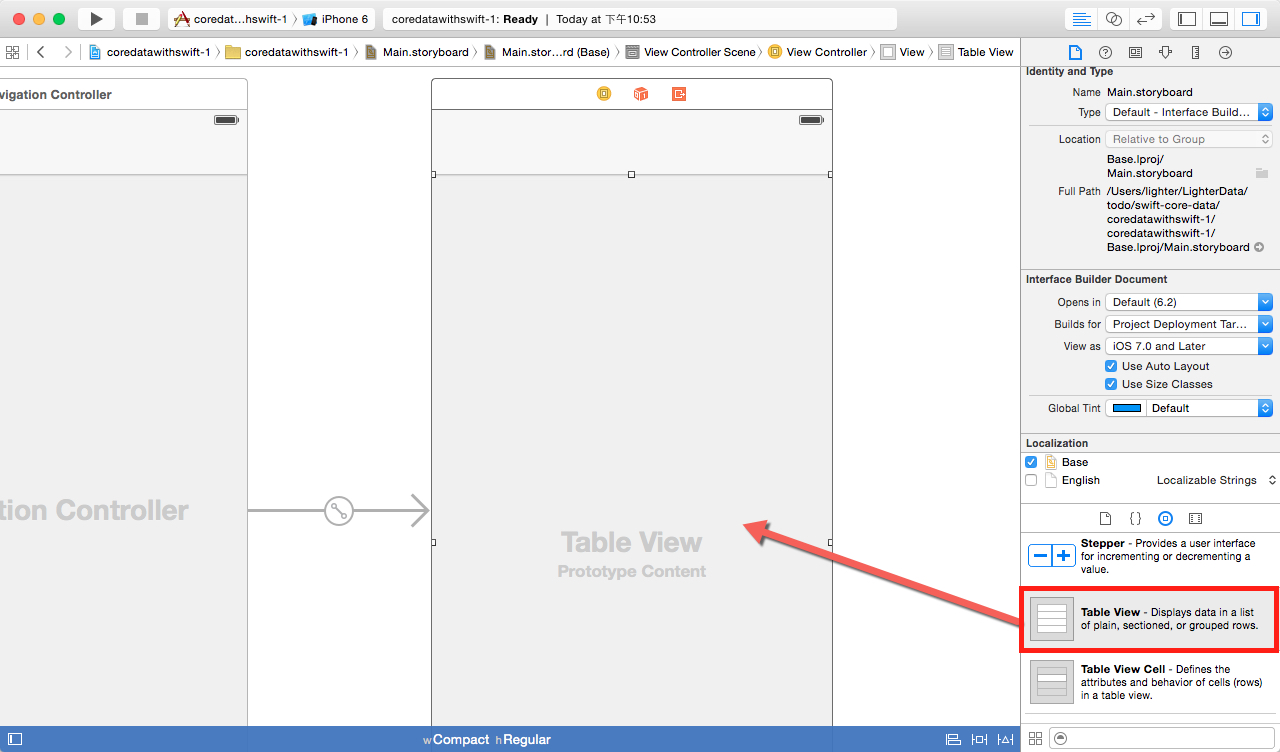 coredat...hswift-1 〉 iPhone 6
coredatawithswift-1: Ready | Today at 下午10:53
coredatawithswift-1 〉 coredatawithswift-1 〉 Main.storyboard 〉 Main.stor...rd (Base) 〉 View Controller Scene 〉 View Controller 〉 View 〉 Table View
vigation Controller
tion Controller
Table View
Prototype Content
wCompact hRegular
Identity and Type
Name Main.storyboard
Type Default - Interface Build...
Location Relative to Group
Base.lproj/
Main.storyboard
Full Path /Users/lighter/LighterData/
todo/swift-core-data/
coredatawithswift-1/
coredatawithswift-1/
Base.lproj/Main.storyboard
Interface Builder Document
Opens in Default (6.2)
Builds for Project Deployment Tar...
View as iOS 7.0 and Later
Use Auto Layout
Use Size Classes
Global Tint Default
Localization
Base
English Localizable Strings
Stepper - Provides a user interface
for incrementing or decrementing a
value.
Table View - Displays data in a list
of plain, sectioned, or grouped rows.
Table View Cell - Defines the
attributes and behavior of cells (rows)
in a table view.